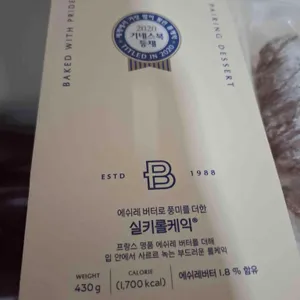 BAKED WITH PRIDE
PAIRING DESSERT
2020
기네스북
등재
TITLED IN 2020
ESTD
B
1988
에쉬레 버터로 풍미를 더한
실키롤케익®
프랑스 명품 에쉬레 버터를 더해
입 안에서 사르르 녹는 부드러운 롤케익
WEIGHT
430g
CALORIE
(1,700 kcal)
에쉬레버터 1.8 % 함유